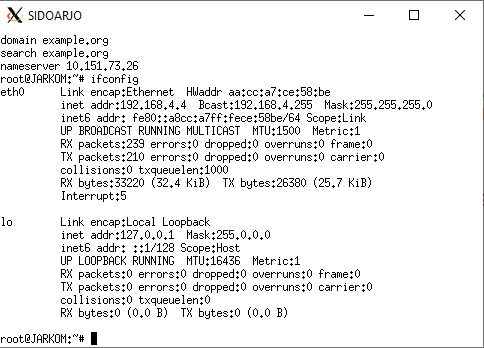 SIDOARJO
domain example.org
search example.org
nameserver 10.151.73.26
root@JARKOM:~# ifconfig
eth0      Link encap:Ethernet  HWaddr aa:cc:a7:ce:58:be
          inet addr:192.168.4.4  Bcast:192.168.4.255  Mask:255.255.255.0
          inet6 addr: fe80::a8cc:a7ff:fece:58be/64 Scope:Link
          UP BROADCAST RUNNING MULTICAST  MTU:1500  Metric:1
          RX packets:239 errors:0 dropped:0 overruns:0 frame:0
          TX packets:210 errors:0 dropped:0 overruns:0 carrier:0
          collisions:0 txqueuelen:1000
          RX bytes:33220 (32.4 KiB)  TX bytes:26380 (25.7 KiB)
          Interrupt:5
lo        Link encap:Local Loopback
          inet addr:127.0.0.1  Mask:255.0.0.0
          inet6 addr: ::1/128 Scope:Host
          UP LOOPBACK RUNNING  MTU:16436  Metric:1
          RX packets:0 errors:0 dropped:0 overruns:0 frame:0
          TX packets:0 errors:0 dropped:0 overruns:0 carrier:0
          collisions:0 txqueuelen:0
          RX bytes:0 (0.0 B)  TX bytes:0 (0.0 B)
root@JARKOM:~#